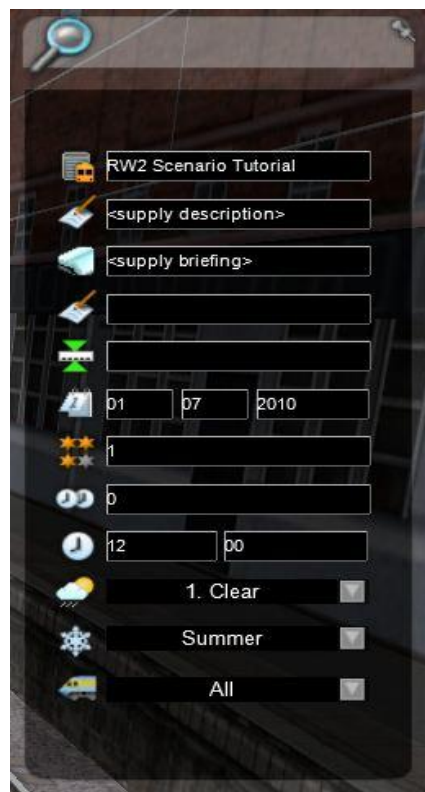 RW2 Scenario Tutorial
<supply description>
<supply briefing>
01 07 2010
1
0
12 00
1. Clear
Summer
All